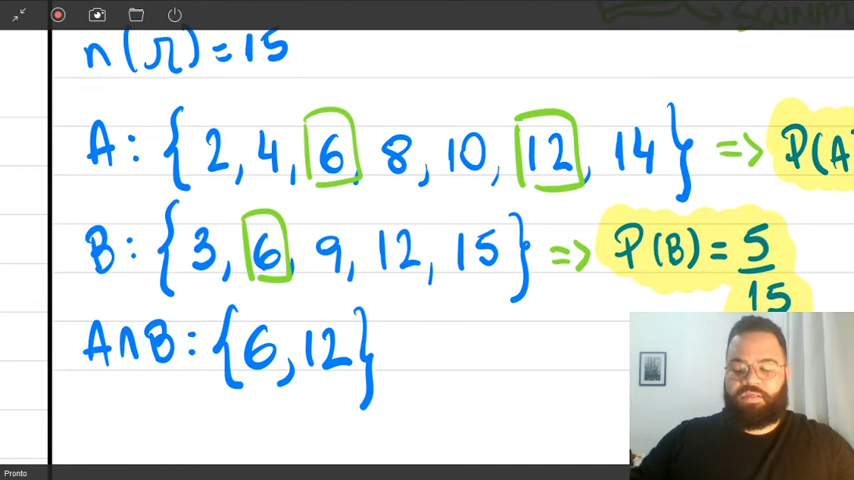 n(Ω)=15
A: {2, 4, 6, 8, 10, 12, 14} => P(A
B: {3, 6, 9, 12, 15} => P(B) = 5/15
A∩B: {6, 12}
Pronto